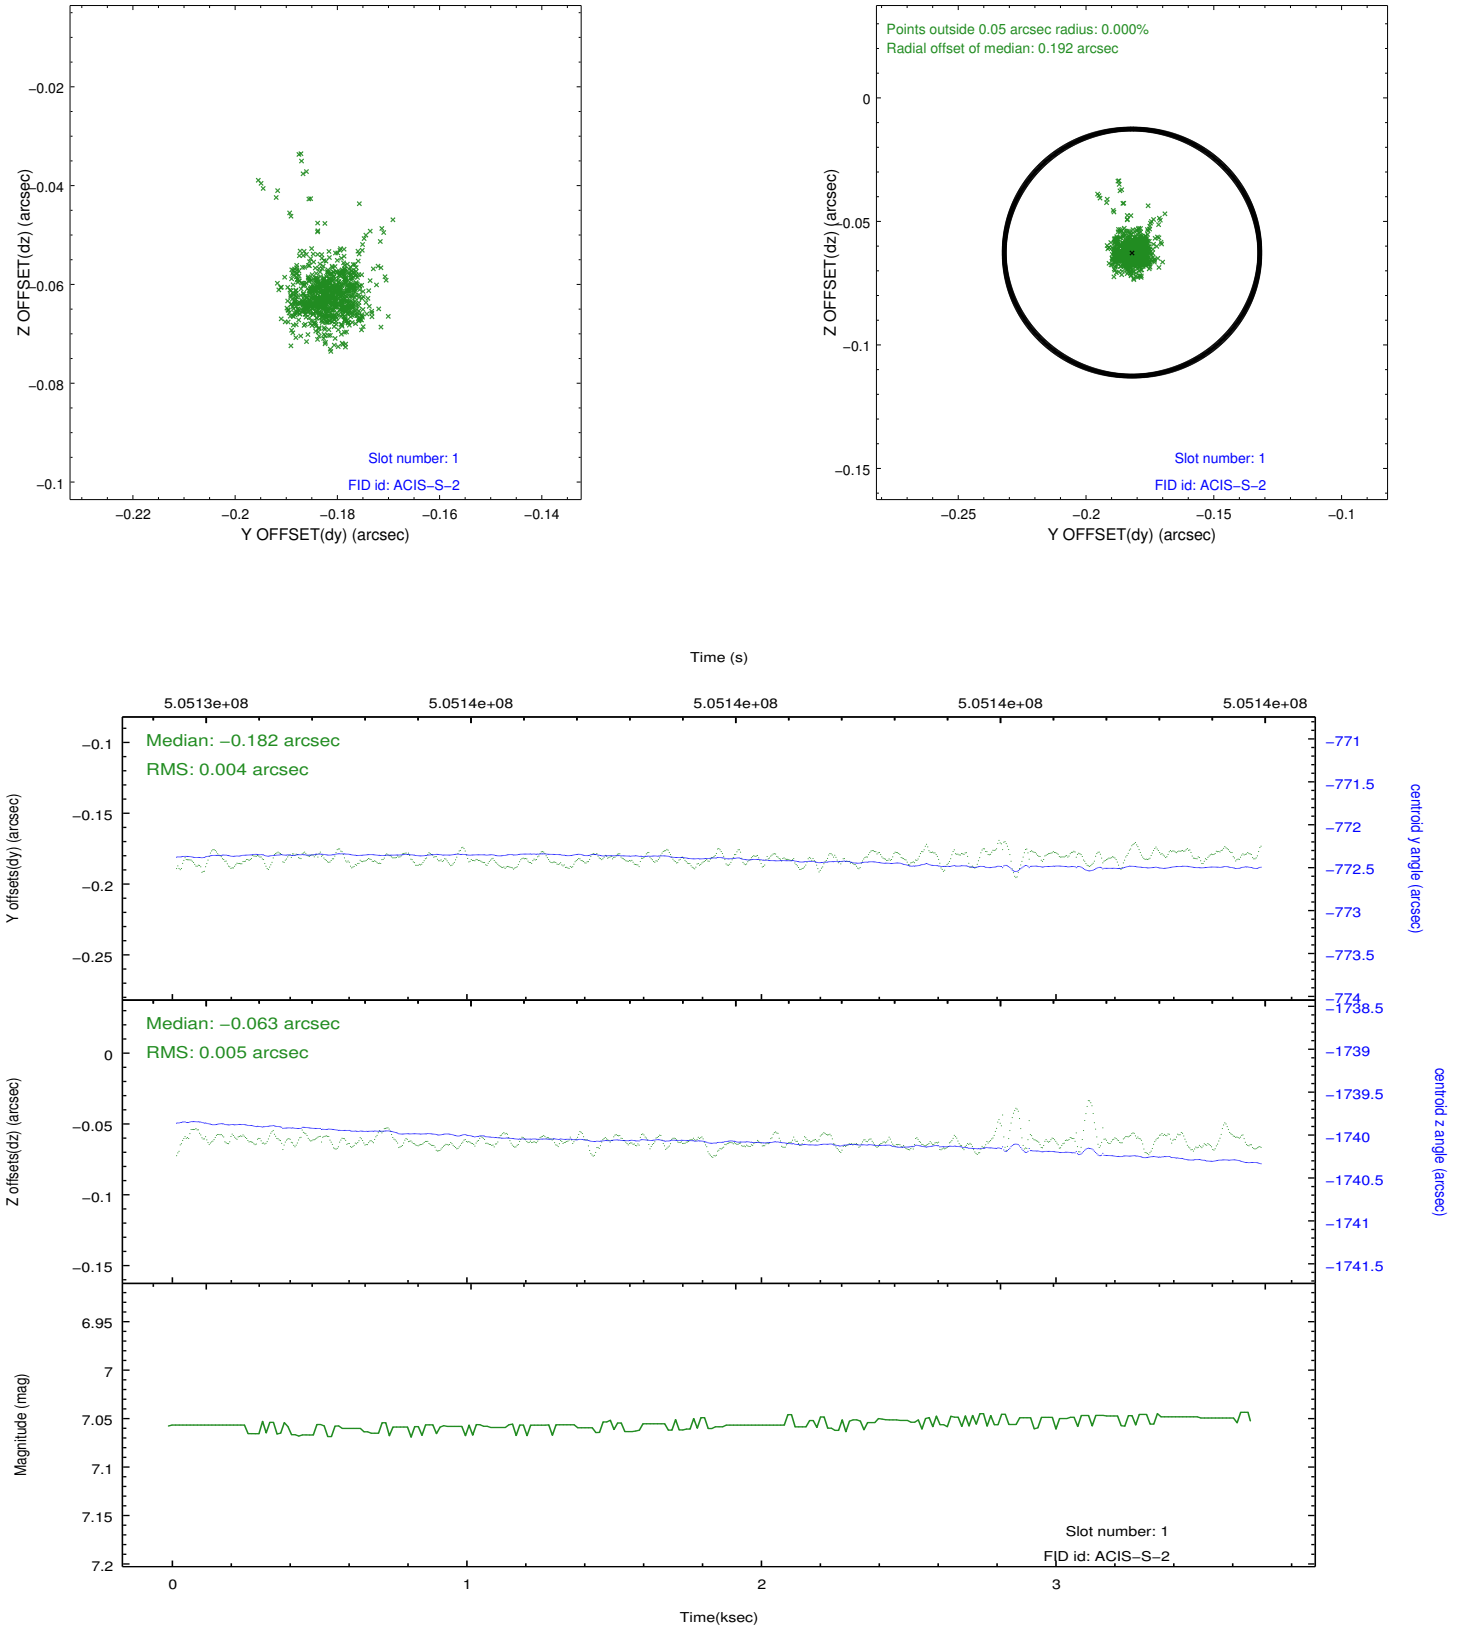 −0.02
−0.04
−0.06
−0.08
−0.1
Z OFFSET(dz) (arcsec)
Slot number: 1
FID id: ACIS−S−2
−0.22
−0.2
−0.18
−0.16
−0.14
Y OFFSET(dy) (arcsec)
Points outside 0.05 arcsec radius: 0.000%
Radial offset of median: 0.192 arcsec
0
−0.05
−0.1
−0.15
Z OFFSET(dz) (arcsec)
Slot number: 1
FID id: ACIS−S−2
−0.25
−0.2
−0.15
−0.1
Y OFFSET(dy) (arcsec)
Time (s)
5.0513e+08
5.0514e+08
5.0514e+08
5.0514e+08
5.0514e+08
Median: −0.182 arcsec
RMS: 0.004 arcsec
−0.1
−0.15
−0.2
−0.25
Y offsets(dy) (arcsec)
−771
−771.5
−772
−772.5
−773
−773.5
−774
centroid y angle (arcsec)
Median: −0.063 arcsec
RMS: 0.005 arcsec
0
−0.05
−0.1
−0.15
Z offsets(dz) (arcsec)
−1738.5
−1739
−1739.5
−1740
−1740.5
−1741
−1741.5
centroid z angle (arcsec)
6.95
7
7.05
7.1
7.15
7.2
Magnitude (mag)
Slot number: 1
FID id: ACIS−S−2
0
1
2
3
Time(ksec)